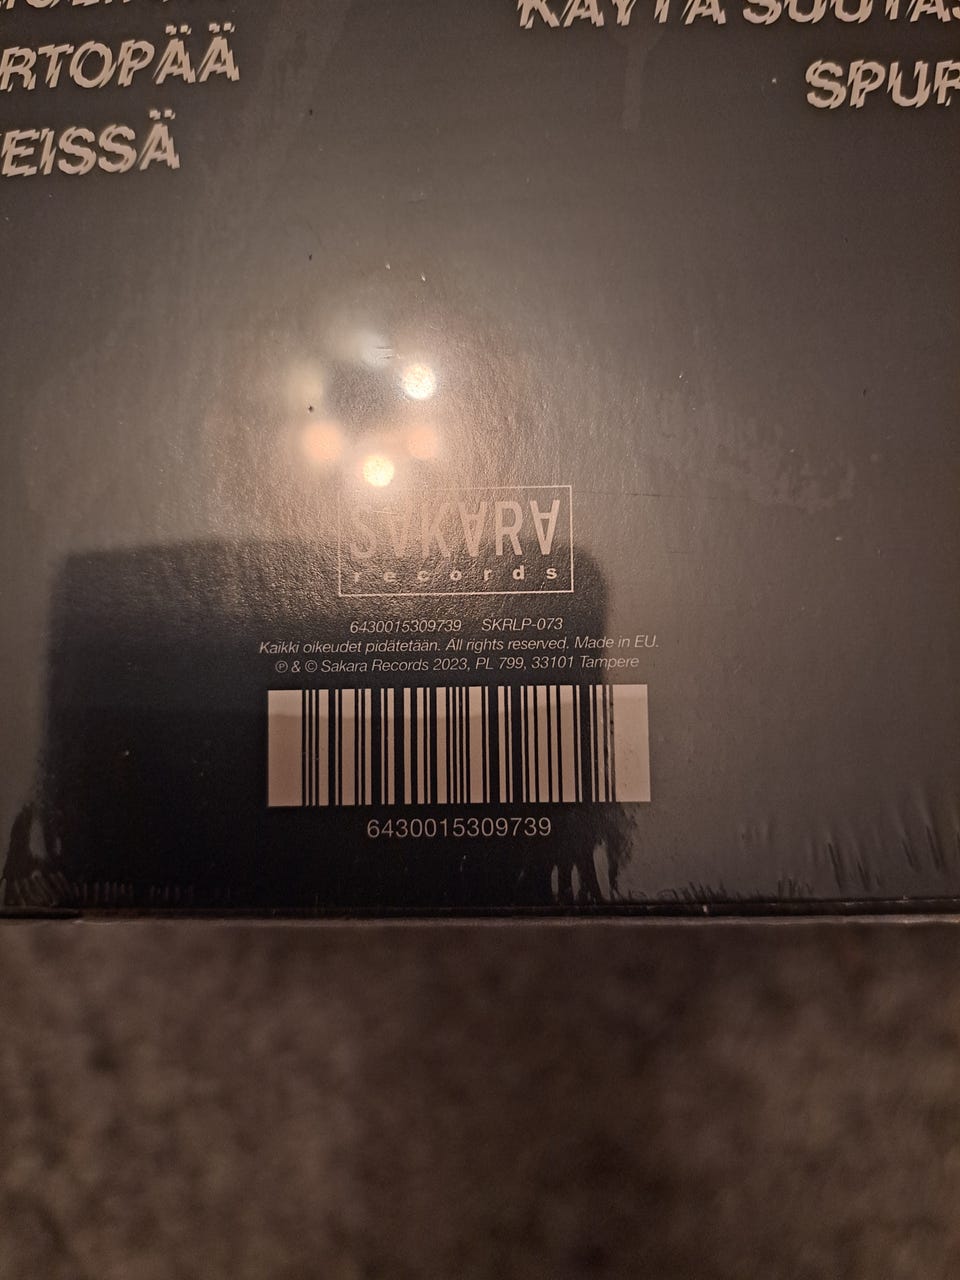 KÄYTÄ
RTOPÄÄ
SPUR
EISSÄ
SAKARA
records
6430015309739 SKRLP-073
Kaikki oikeudet pidätetään. All rights reserved. Made in EU.
℗ & © Sakara Records 2023, PL 799, 33101 Tampere
6430015309739